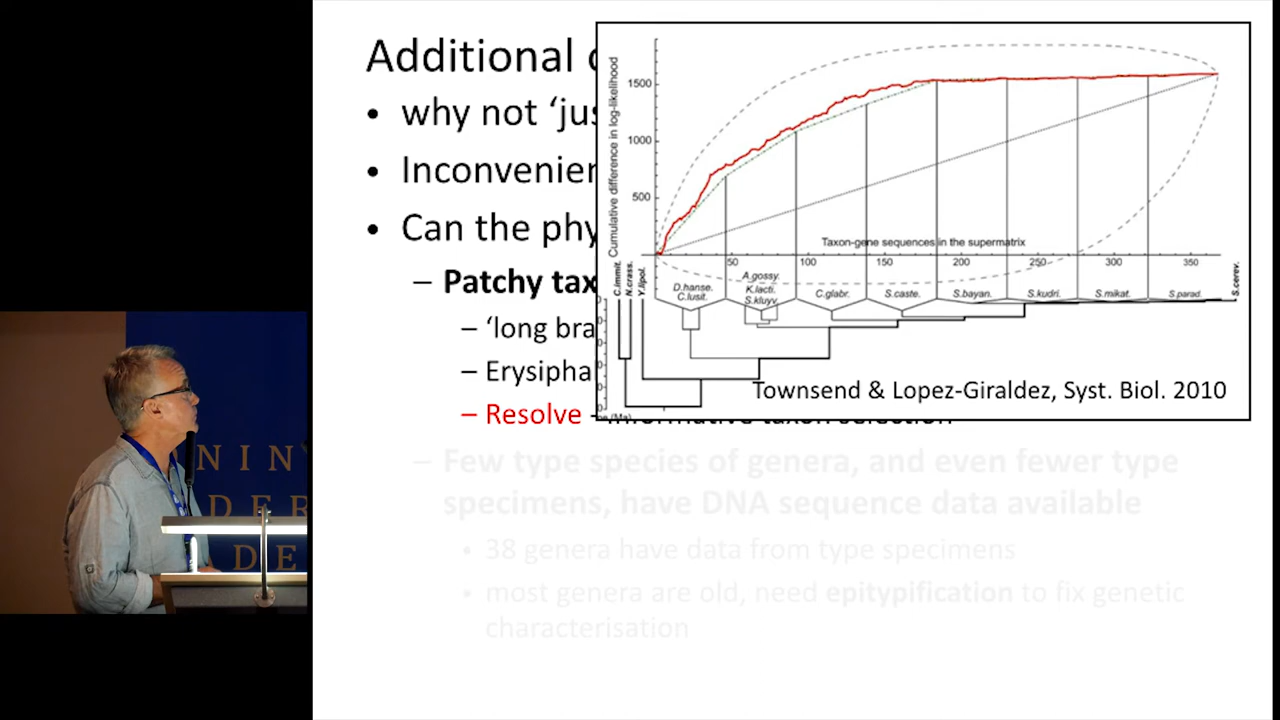 Additional
• why not ‘jus
• Inconvenien
• Can the phy
– Patchy tax
– ‘long bra
– Erysipha
– Resolve - informative taxon selection
– Few type species of genera, and even fewer type
specimens, have DNA sequence data available
• 38 genera have data from type specimens
• most genera are old, need epitypification to fix genetic
characterisation
Cumulative difference in log-likelihood
1500
1000
500
Taxon-gene sequences in the supermatrix
50 100 150 200 250 300 350
C.immit.
N.crass.
Y.lipol.
D.hanse.
C.lusit.
A.gossy.
K.lacti.
S.kluyv.
C.glabr.
S.caste.
S.bayan.
S.kudri.
S.mikat.
S.parad.
S.cerev.
Townsend & Lopez-Giraldez, Syst. Biol. 2010
N I N
D E R
D E